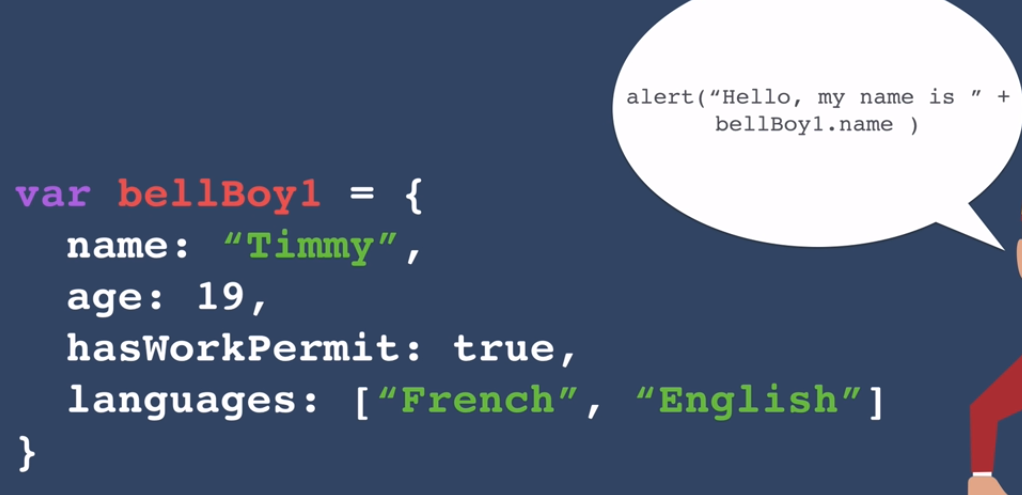 alert(“Hello, my name is ” +
bellBoy1.name )
var bellBoy1 = {
name: “Timmy”,
age: 19,
hasWorkPermit: true,
languages: [“French”, “English”]
}